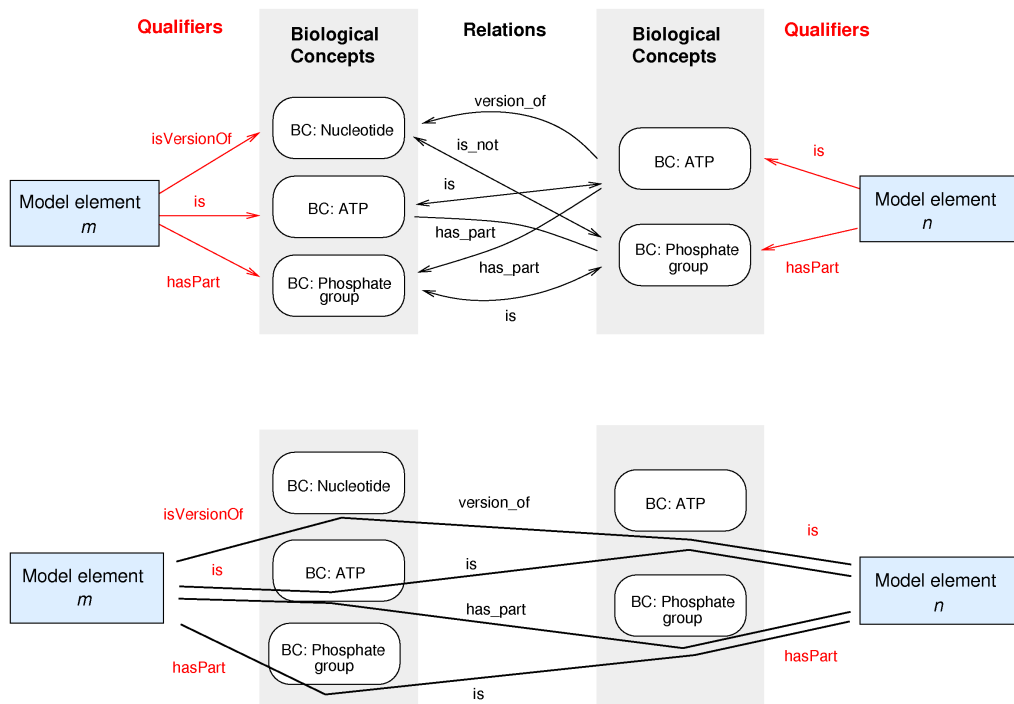 Qualifiers
Biological
Concepts
Relations
Biological
Concepts
Qualifiers
version_of
isVersionOf
BC: Nucleotide
is_not
is
BC: ATP
is
Model element
m
is
BC: ATP
has_part
Model element
n
has_part
BC: Phosphate
group
hasPart
hasPart
BC: Phosphate
group
is
BC: Nucleotide
version_of
BC: ATP
isVersionOf
is
Model element
m
is
BC: ATP
is
Model element
n
has_part
BC: Phosphate
group
hasPart
BC: Phosphate
group
hasPart
is